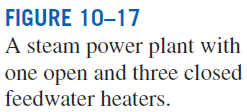 FIGURE 10–17
A steam power plant with
one open and three closed
feedwater heaters.